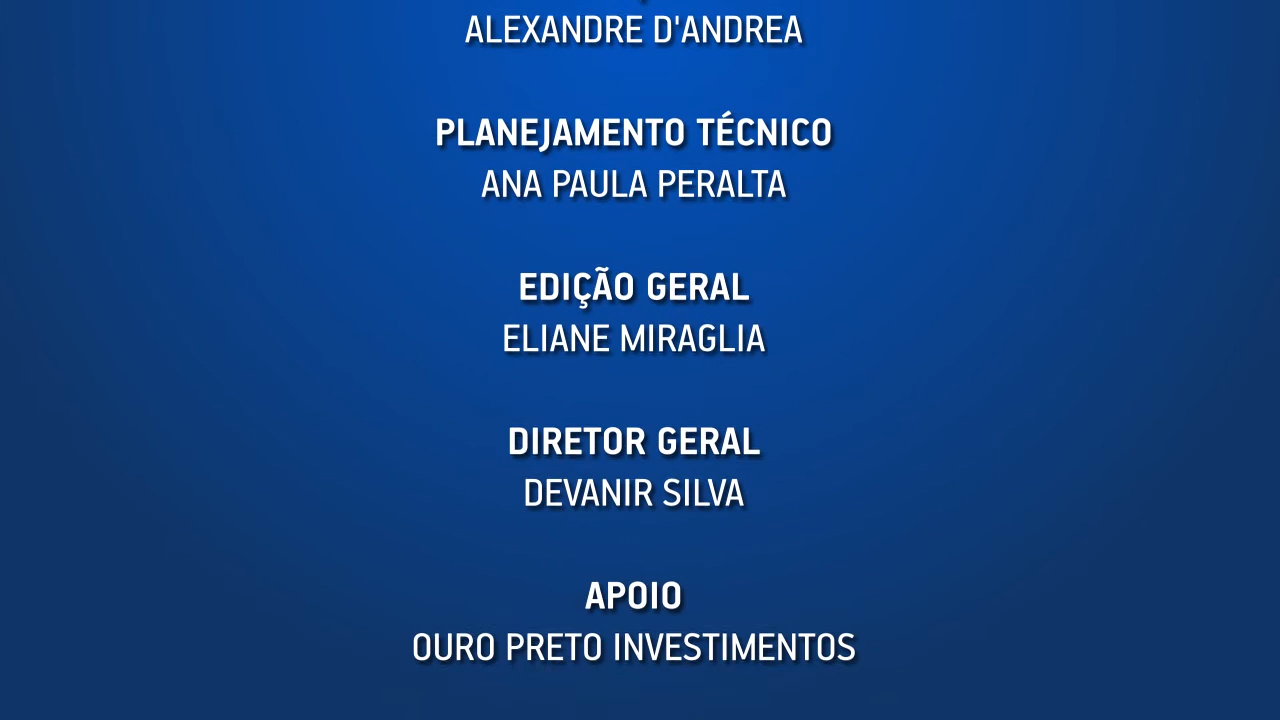 ALEXANDRE D'ANDREA
PLANEJAMENTO TÉCNICO
ANA PAULA PERALTA
EDIÇÃO GERAL
ELIANE MIRAGLIA
DIRETOR GERAL
DEVANIR SILVA
APOIO
OURO PRETO INVESTIMENTOS